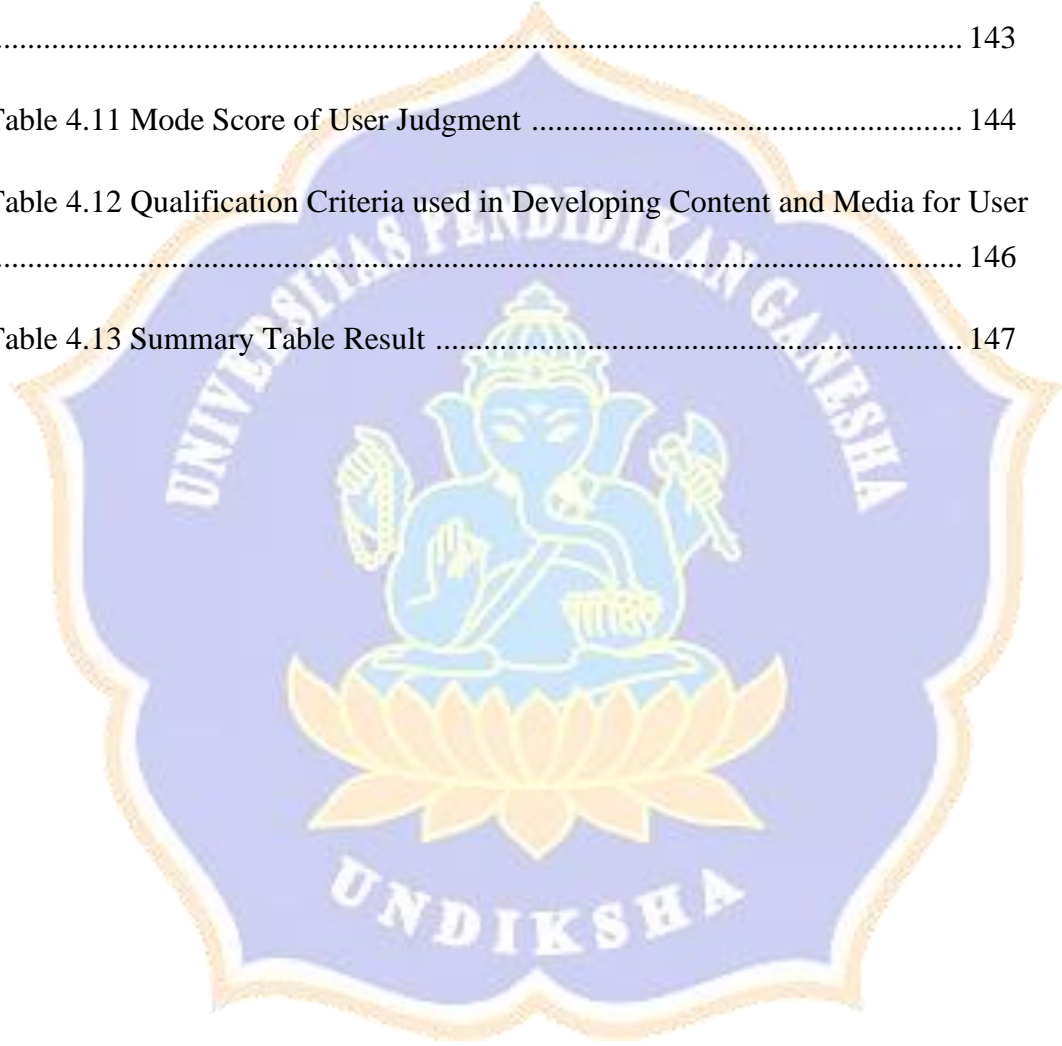 ........................................................................................................................ 143
Table 4.11 Mode Score of User Judgment ...................................................... 144
Table 4.12 Qualification Criteria used in Developing Content and Media for User
........................................................................................................................ 146
Table 4.13 Summary Table Result .................................................................. 147
UNIVERSITAS PENDIDIKAN GANESHA
UNDIKSHA